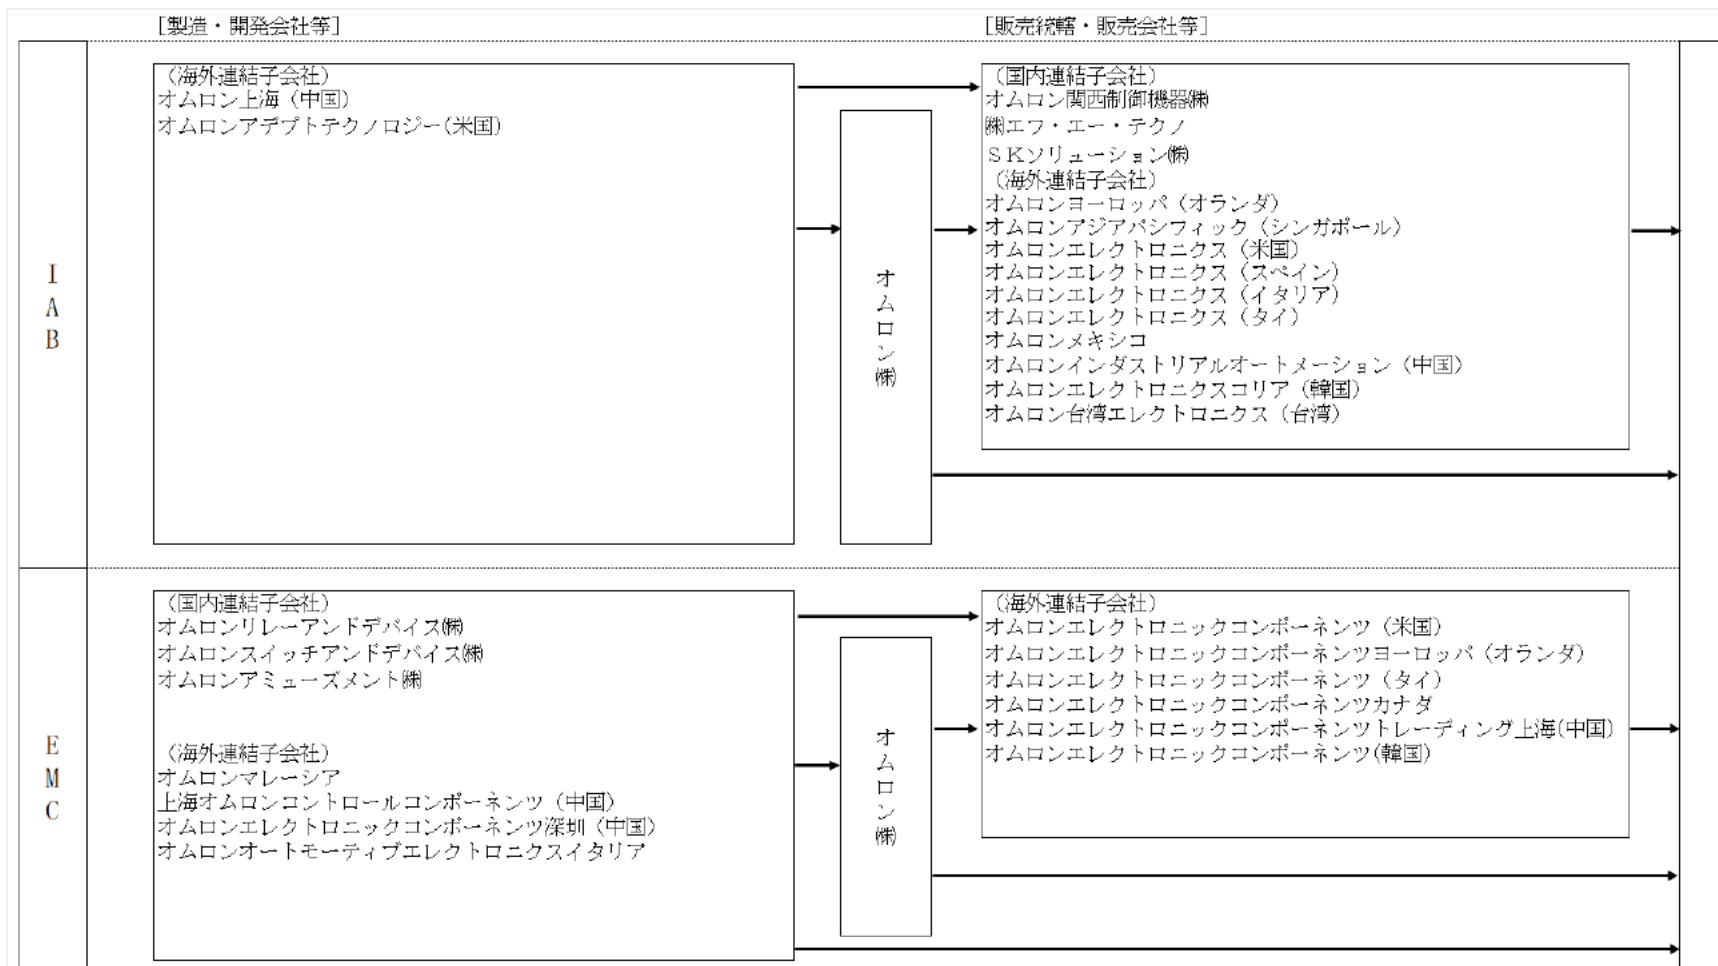 [製造・開発会社等]
[販売統轄・販売会社等]
IAB
（海外連結子会社）
オムロン上海（中国）
オムロンアデプトテクノロジー(米国)
オムロン㈱
（国内連結子会社）
オムロン関西制御機器㈱
㈱エフ・エー・テクノ
ＳＫソリューション㈱
（海外連結子会社）
オムロンヨーロッパ（オランダ）
オムロンアジアパシフィック（シンガポール）
オムロンエレクトロニクス（米国）
オムロンエレクトロニクス（スペイン）
オムロンエレクトロニクス（イタリア）
オムロンエレクトロニクス（タイ）
オムロンメキシコ
オムロンインダストリアルオートメーション（中国）
オムロンエレクトロニクスコリア（韓国）
オムロン台湾エレクトロニクス（台湾）
EMC
（国内連結子会社）
オムロンリレーアンドデバイス㈱
オムロンスイッチアンドデバイス㈱
オムロンアミューズメント㈱
（海外連結子会社）
オムロンマレーシア
上海オムロンコントロールコンポーネンツ（中国）
オムロンエレクトロニックコンポーネンツ深圳（中国）
オムロンオートモーティブエレクトロニクスイタリア
オムロン㈱
（海外連結子会社）
オムロンエレクトロニックコンポーネンツ（米国）
オムロンエレクトロニックコンポーネンツヨーロッパ（オランダ）
オムロンエレクトロニックコンポーネンツ（タイ）
オムロンエレクトロニックコンポーネンツカナダ
オムロンエレクトロニックコンポーネンツトレーディング上海(中国)
オムロンエレクトロニックコンポーネンツ(韓国)